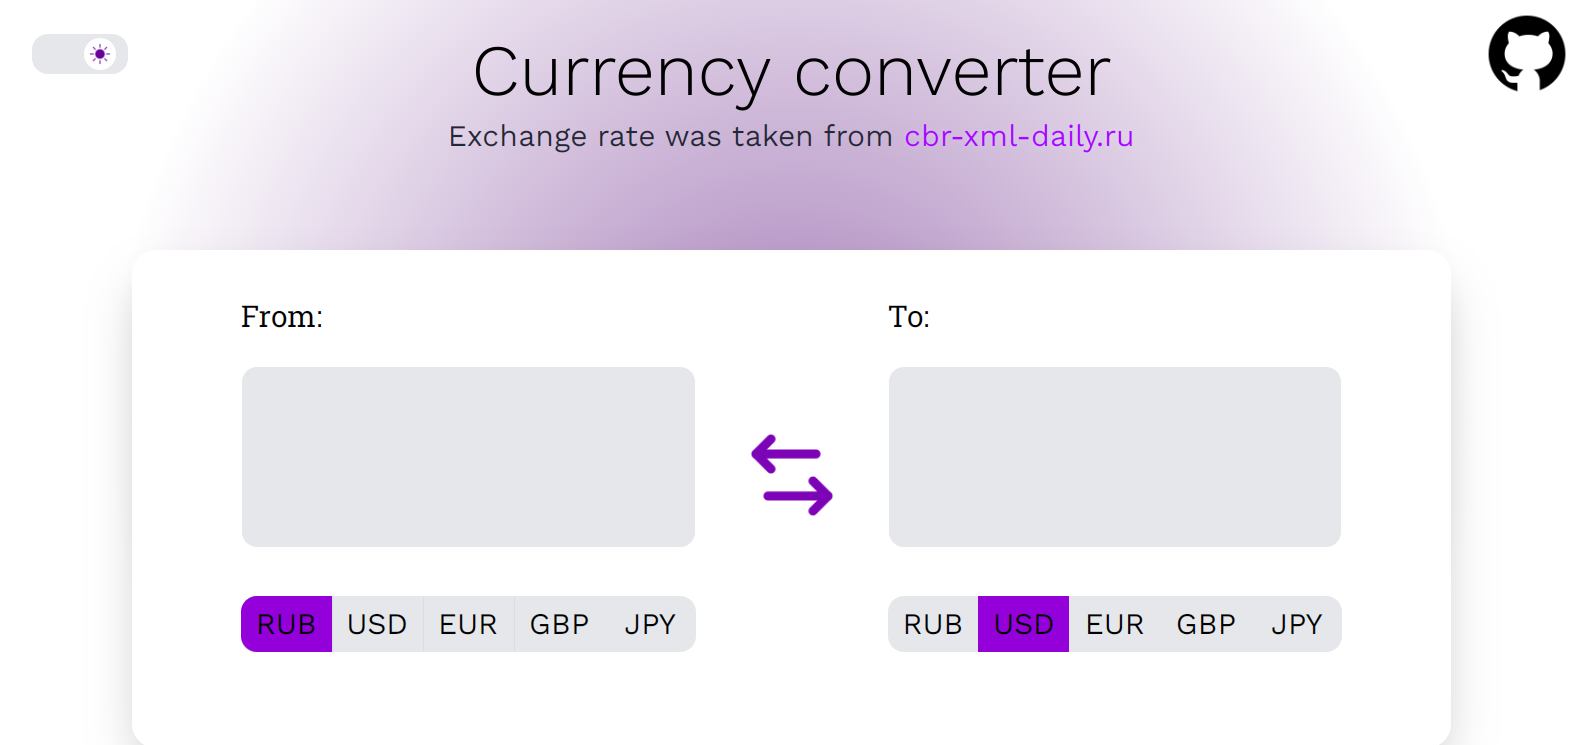 Currency converter
Exchange rate was taken from cbr-xml-daily.ru
From:
To:
RUB USD EUR GBP JPY
RUB USD EUR GBP JPY